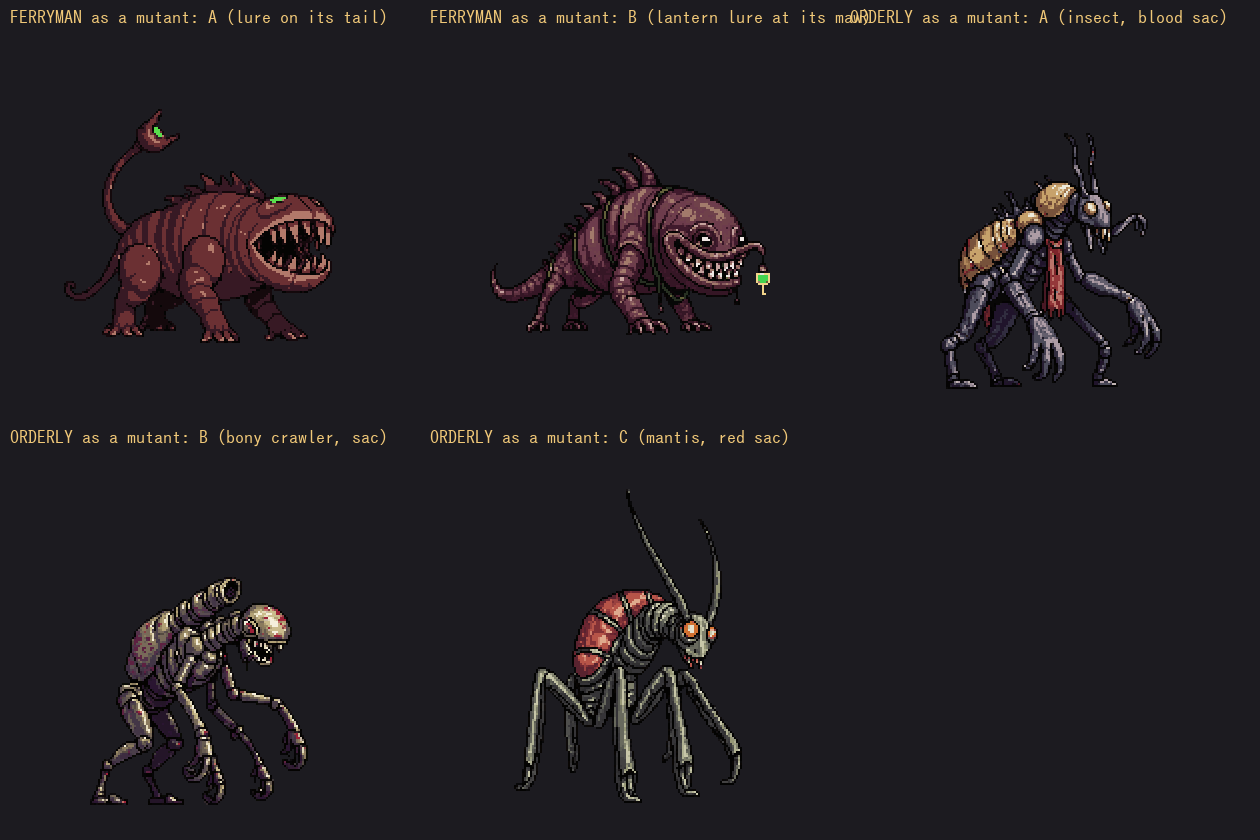 FERRYMAN as a mutant: A (lure on its tail)
FERRYMAN as a mutant: B (lantern lure at its maw)
ORDERLY as a mutant: A (insect, blood sac)
ORDERLY as a mutant: B (bony crawler, sac)
ORDERLY as a mutant: C (mantis, red sac)